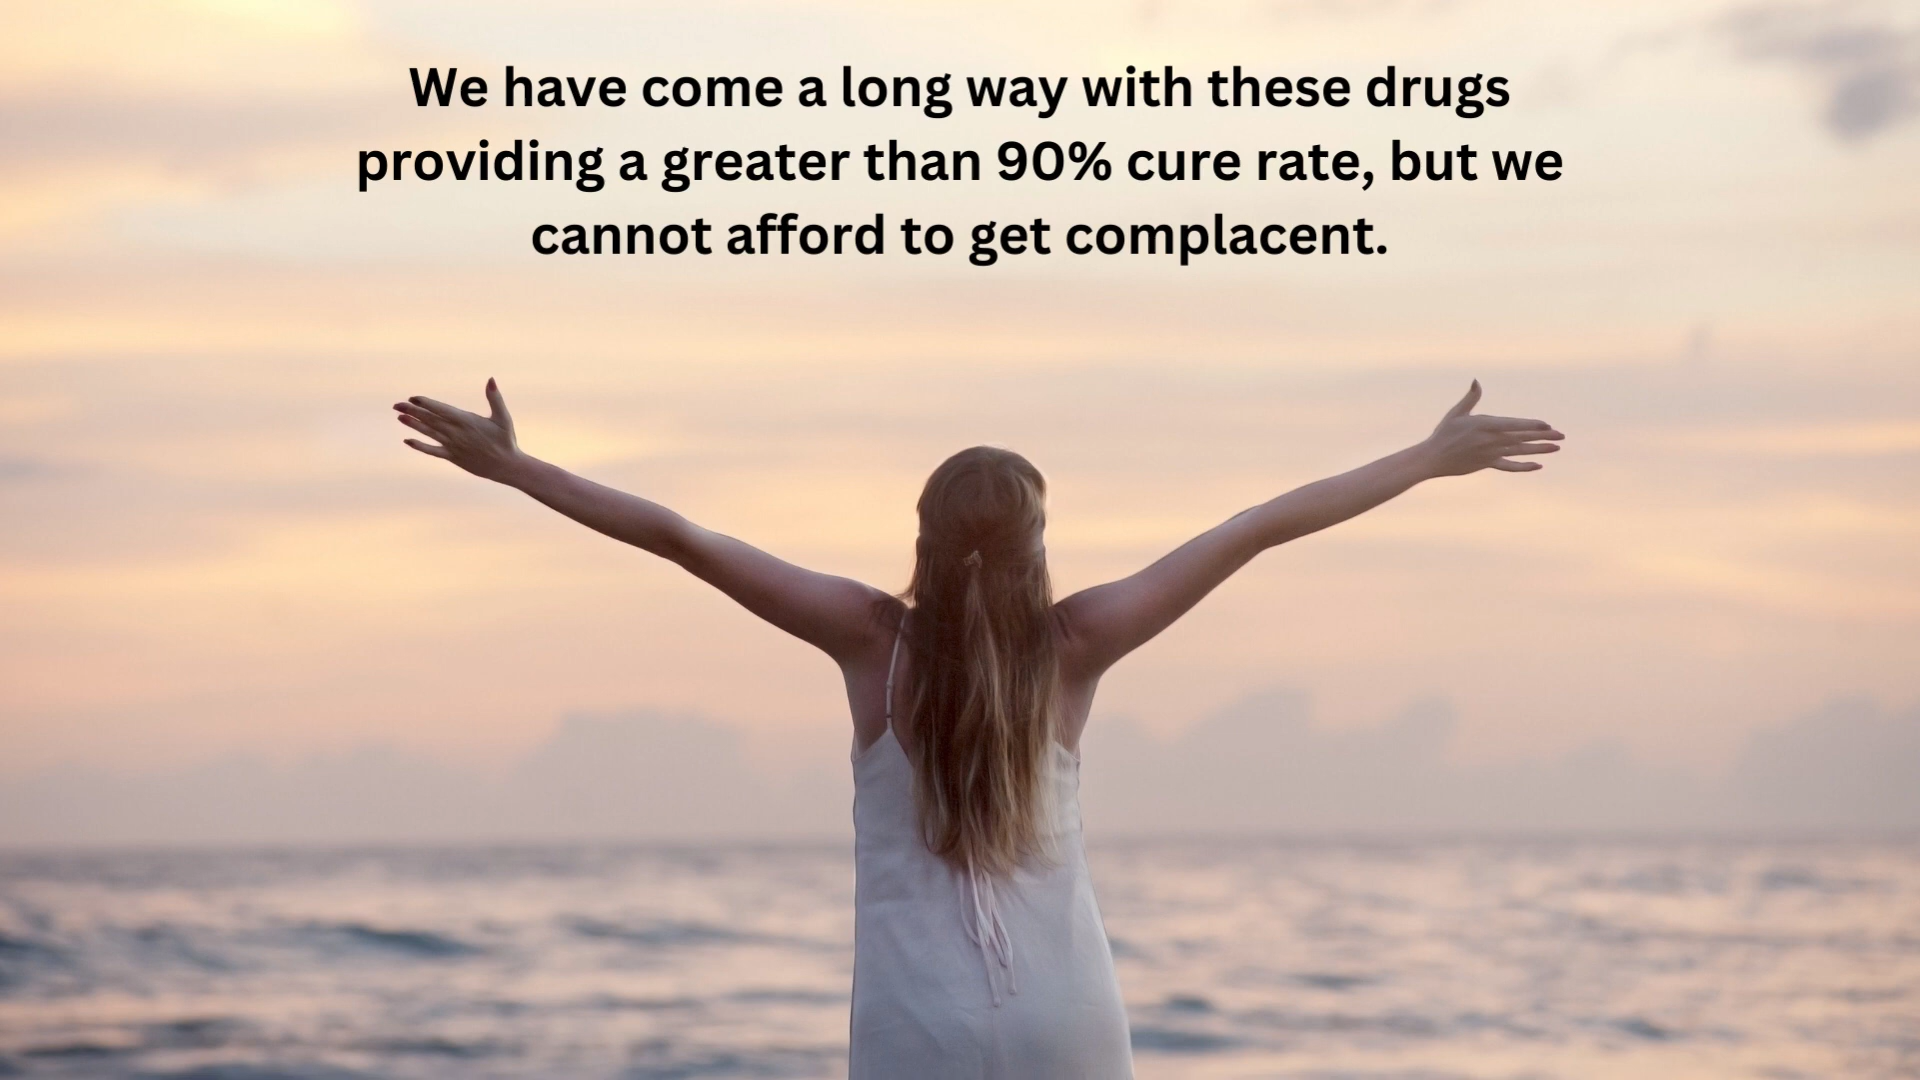 We have come a long way with these drugs
providing a greater than 90% cure rate, but we
cannot afford to get complacent.